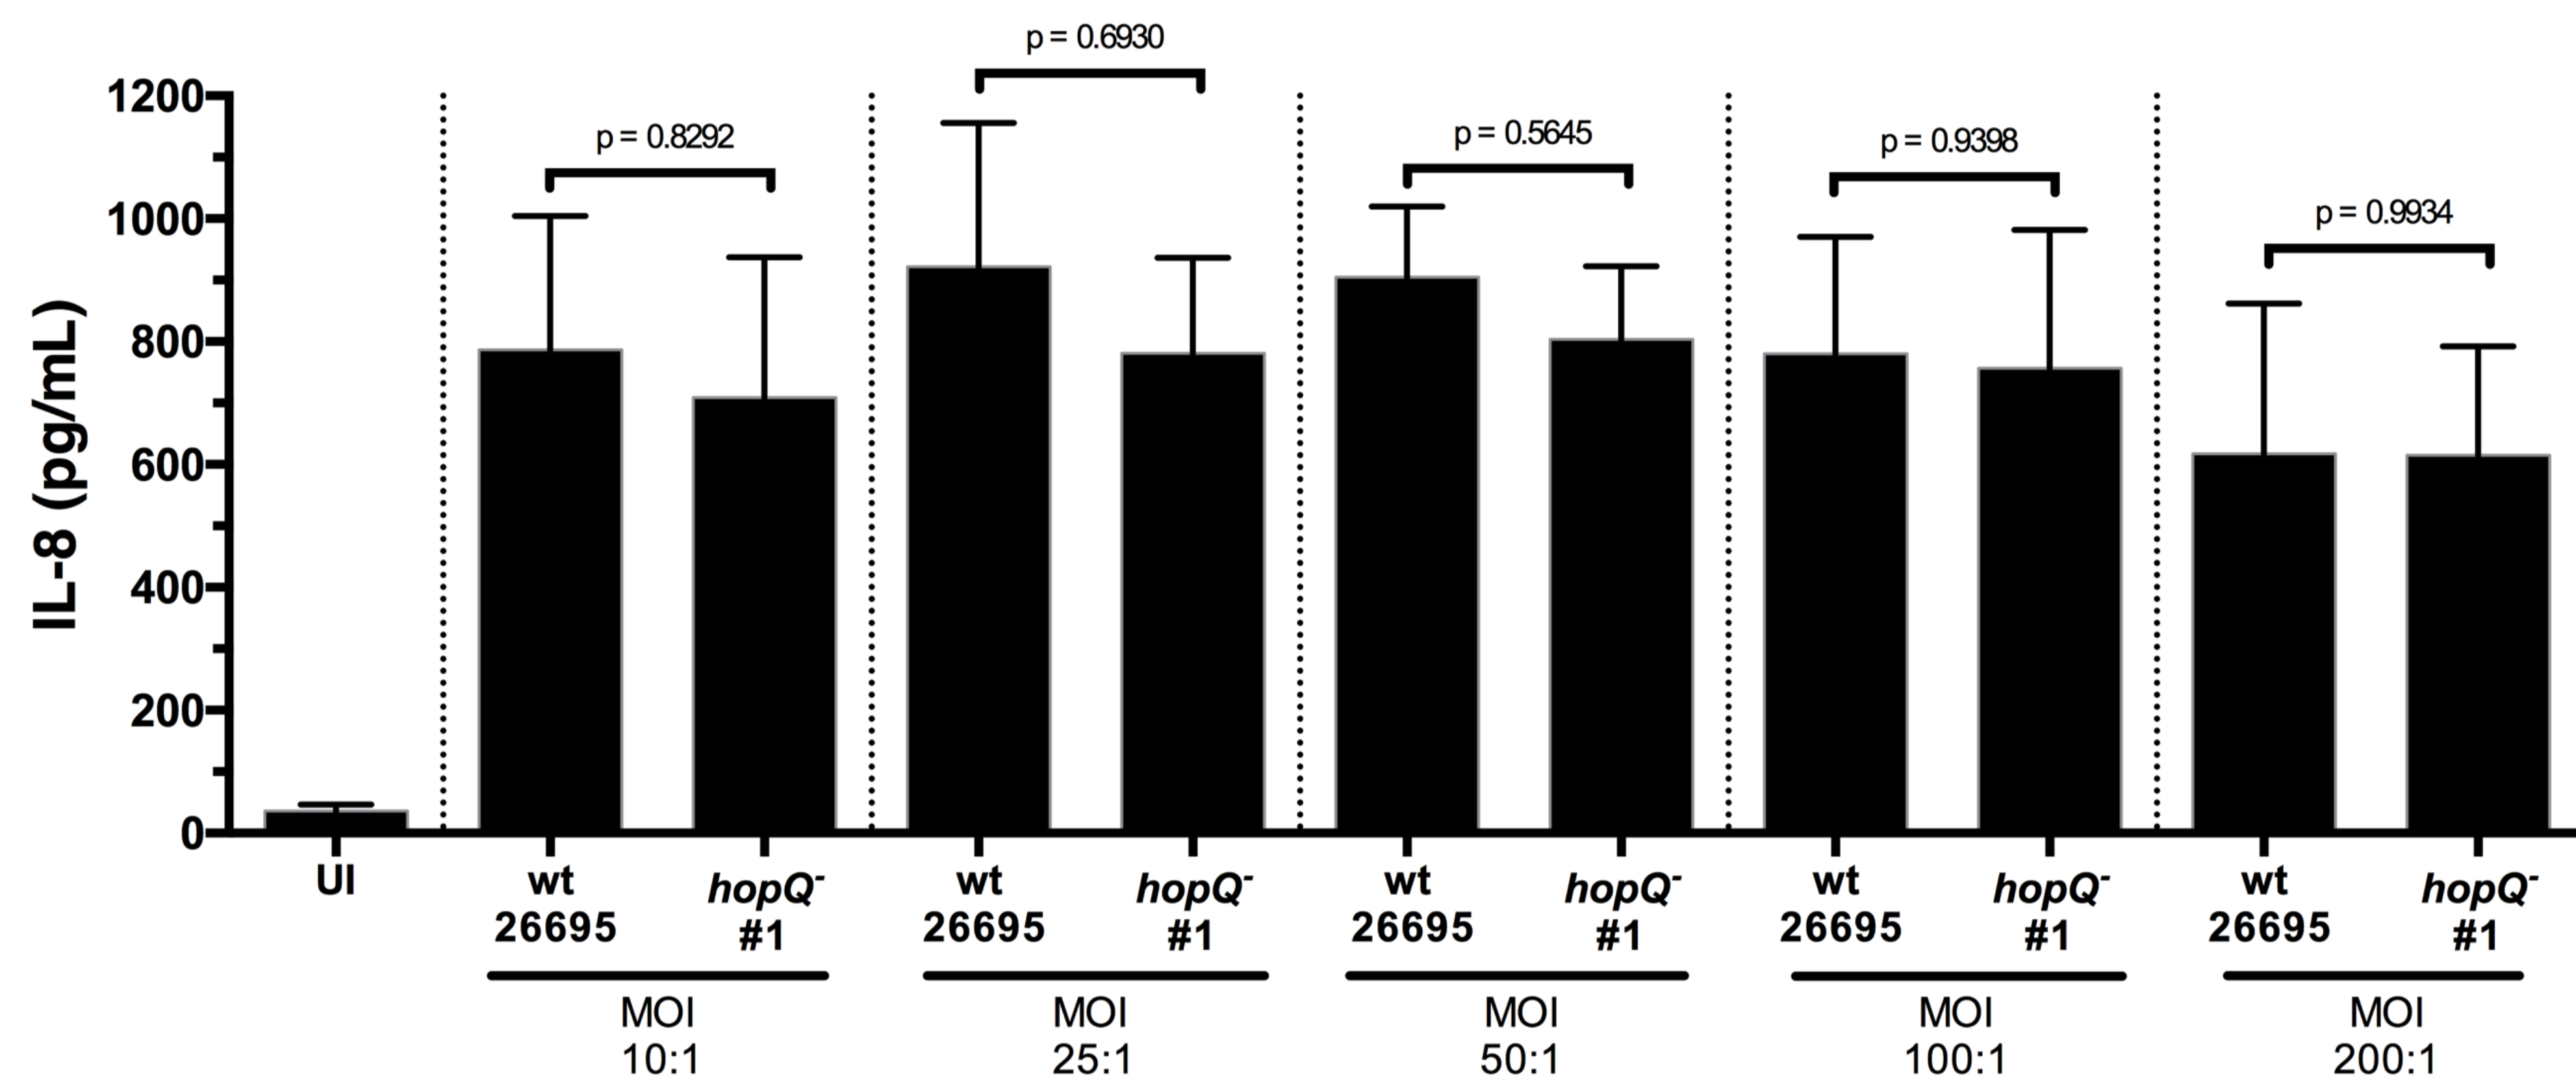 p = 0.6930
p = 0.8292
p = 0.5645
p = 0.9398
p = 0.9934
IL-8 (pg/mL)
1200
1000
800
600
400
200
0
UI
wt
26695
hopQ⁻
#1
wt
26695
hopQ⁻
#1
wt
26695
hopQ⁻
#1
wt
26695
hopQ⁻
#1
wt
26695
hopQ⁻
#1
MOI
10:1
MOI
25:1
MOI
50:1
MOI
100:1
MOI
200:1